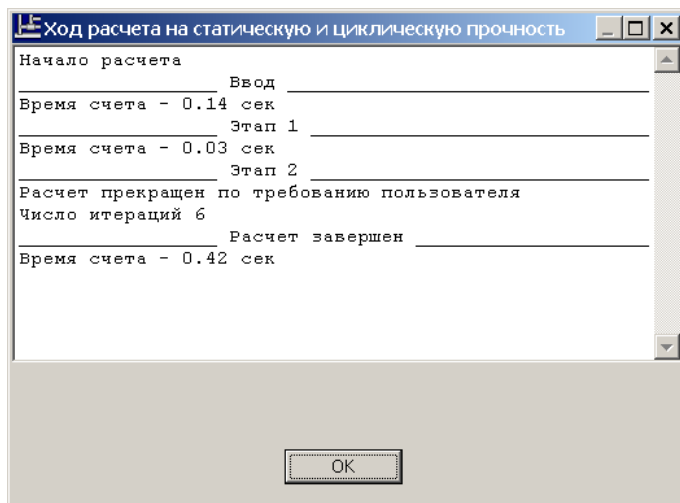 Ход расчета на статическую и циклическую прочность
Начало расчета
Ввод
Время счета - 0.14 сек
Этап 1
Время счета - 0.03 сек
Этап 2
Расчет прекращен по требованию пользователя
Число итераций 6
Расчет завершен
Время счета - 0.42 сек
OK